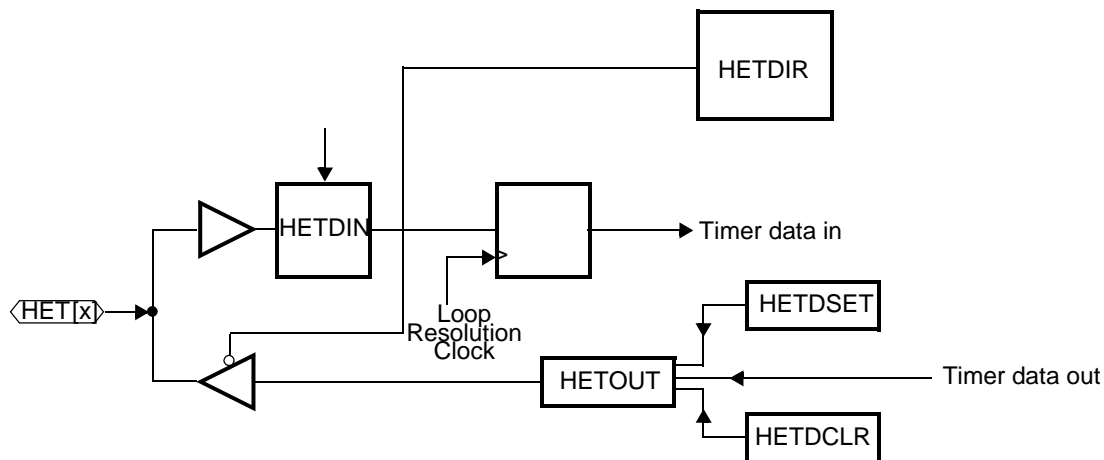 HETDIR
HETDIN
Timer data in
HET[x]
Loop
Resolution
Clock
HETDSET
HETOUT
Timer data out
HETDCLR